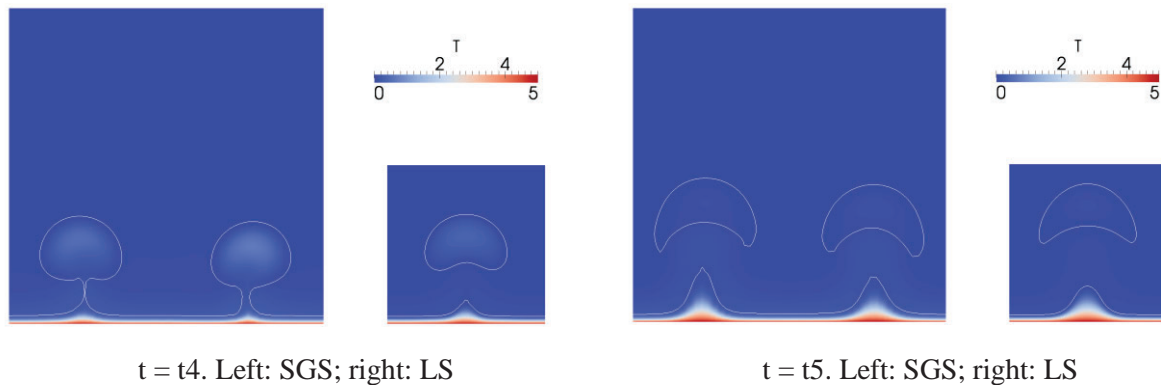 T
2 4
0 5
T
2 4
0 5
t = t4. Left: SGS; right: LS
t = t5. Left: SGS; right: LS